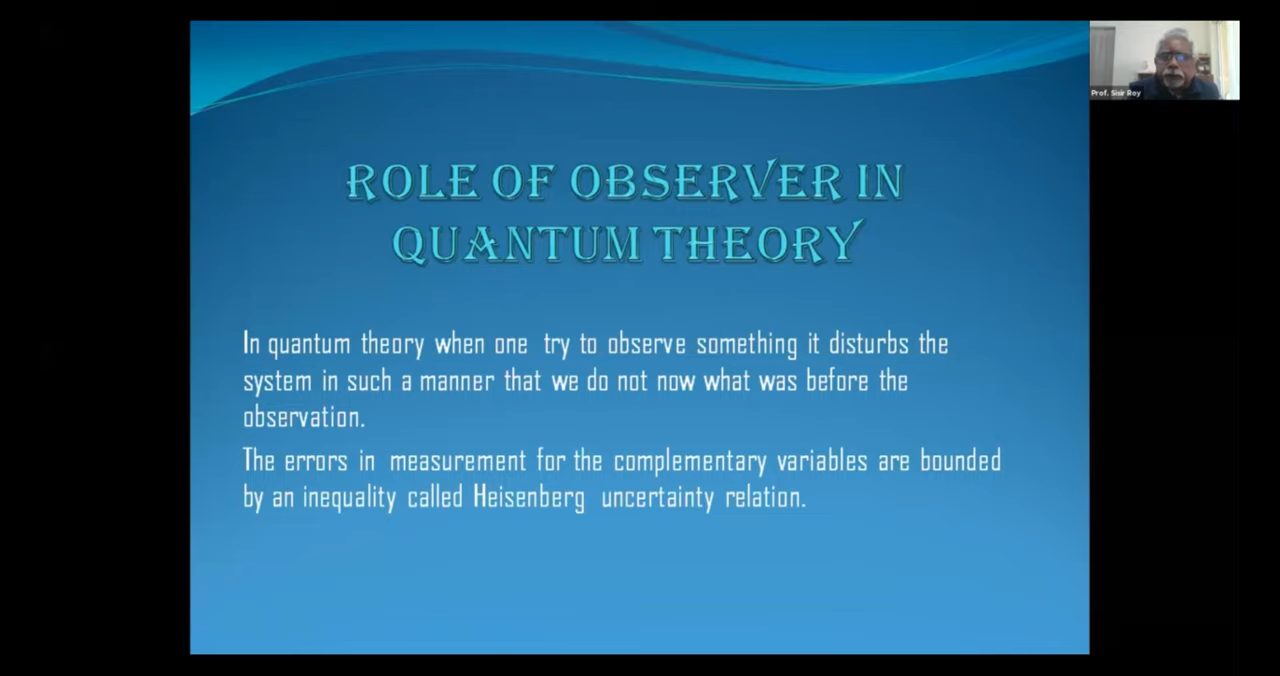 Prof. Sisir Roy
ROLE OF OBSERVER IN
QUANTUM THEORY
In quantum theory when one try to observe something it disturbs the
system in such a manner that we do not now what was before the
observation.
The errors in measurement for the complementary variables are bounded
by an inequality called Heisenberg uncertainty relation.